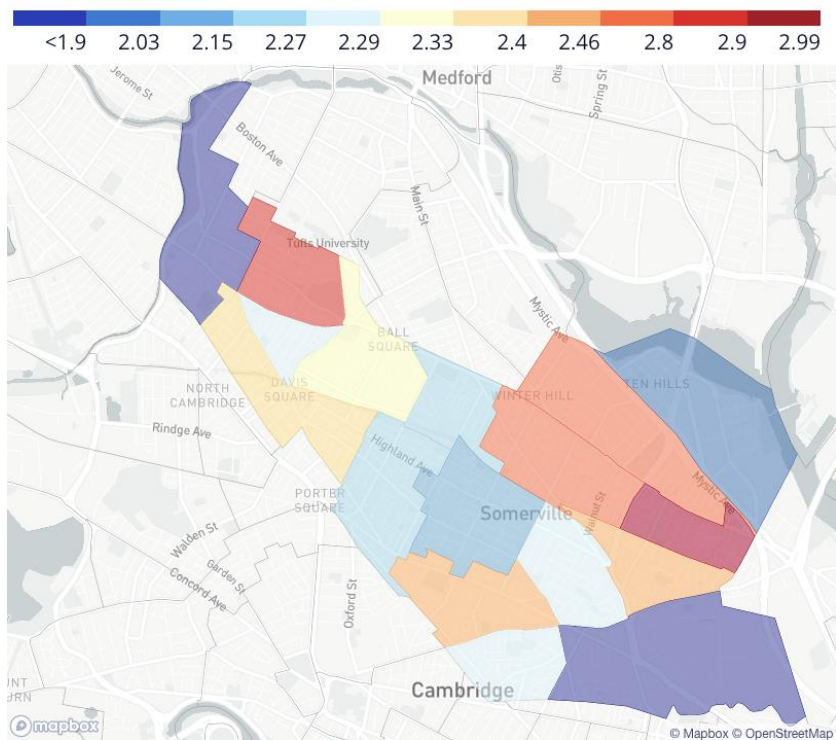 <1.9 2.03 2.15 2.27 2.29 2.33 2.4 2.46 2.8 2.9 2.99
Jerome St
Medford
Otis
Spring St
Boston Ave
Main St
Tufts University
Mystic Ave
BALL
SQUARE
NORTH
CAMBRIDGE
DAVIS
SQUARE
WINTER HILL
TEN HILLS
Rindge Ave
Highland Ave
Mystic Ave
PORTER
SQUARE
Somerville
Walnut St
Walden St
Garden St
Concord Ave
Oxford St
Cambridge
UNT
URN
mapbox
© Mapbox © OpenStreetMap